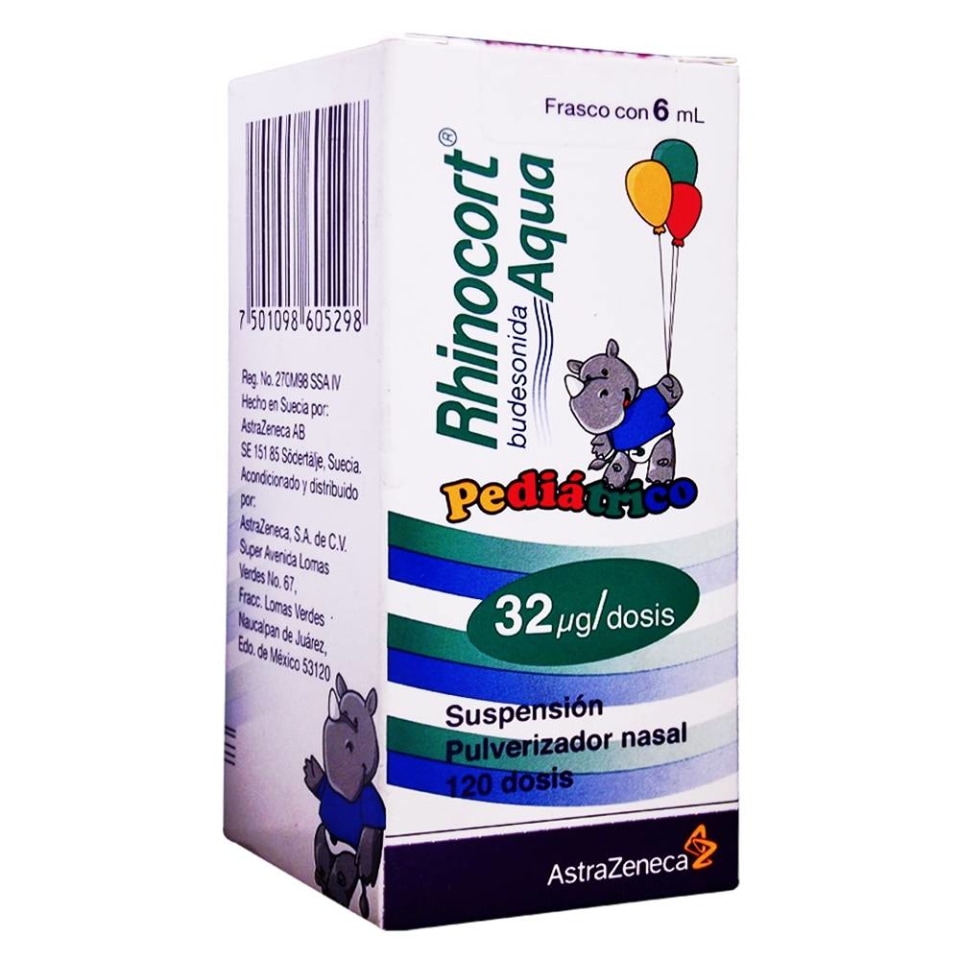 Frasco con 6 mL
Rhinocort®
budesonida Aqua
Pediátrico
32 µg/dosis
Suspensión
Pulverizador nasal
120 dosis
AstraZeneca
7 501098 605298
Reg. No. 270M98 SSA IV
Hecho en Suecia por:
AstraZeneca AB
SE 151 85 Södertälje, Suecia.
Acondicionado y distribuido
por:
AstraZeneca, S.A. de C.V.
Super Avenida Lomas
Verdes No. 67,
Fracc. Lomas Verdes
Naucalpan de Juárez,
Edo. de México 53120